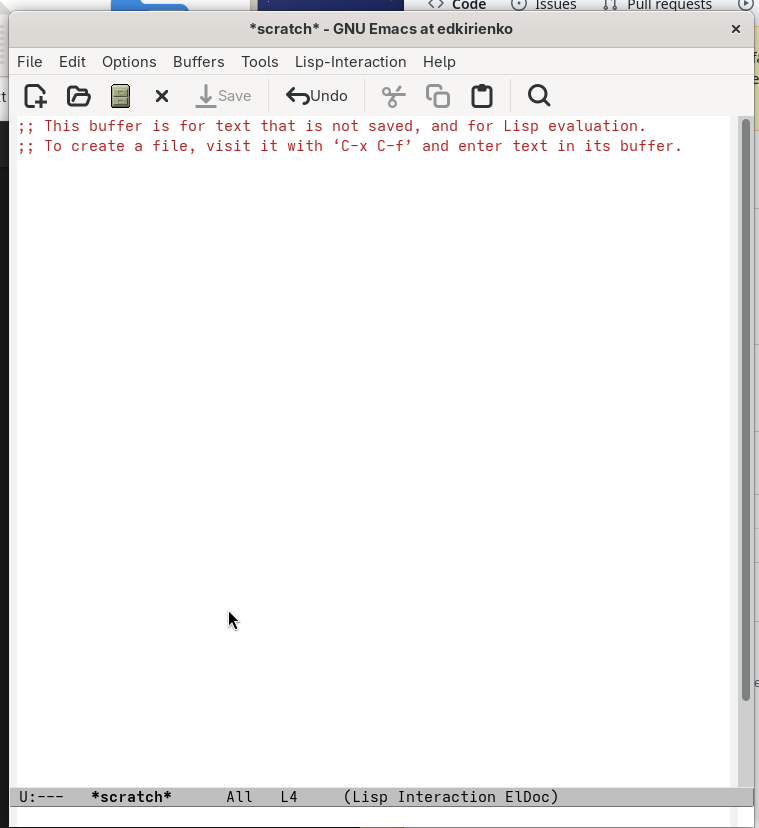 Code Issues Pull requests
*scratch* - GNU Emacs at edkirienko ×
File Edit Options Buffers Tools Lisp-Interaction Help
Save Undo
;; This buffer is for text that is not saved, and for Lisp evaluation.
;; To create a file, visit it with ‘C-x C-f’ and enter text in its buffer.
U:--- *scratch* All L4 (Lisp Interaction ElDoc)